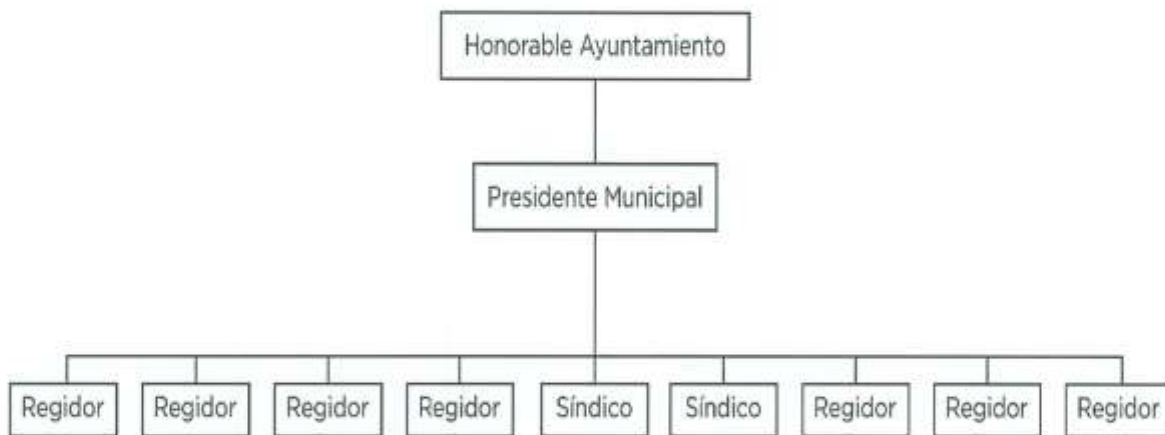 Honorable Ayuntamiento
Presidente Municipal
Regidor
Regidor
Regidor
Regidor
Síndico
Síndico
Regidor
Regidor
Regidor